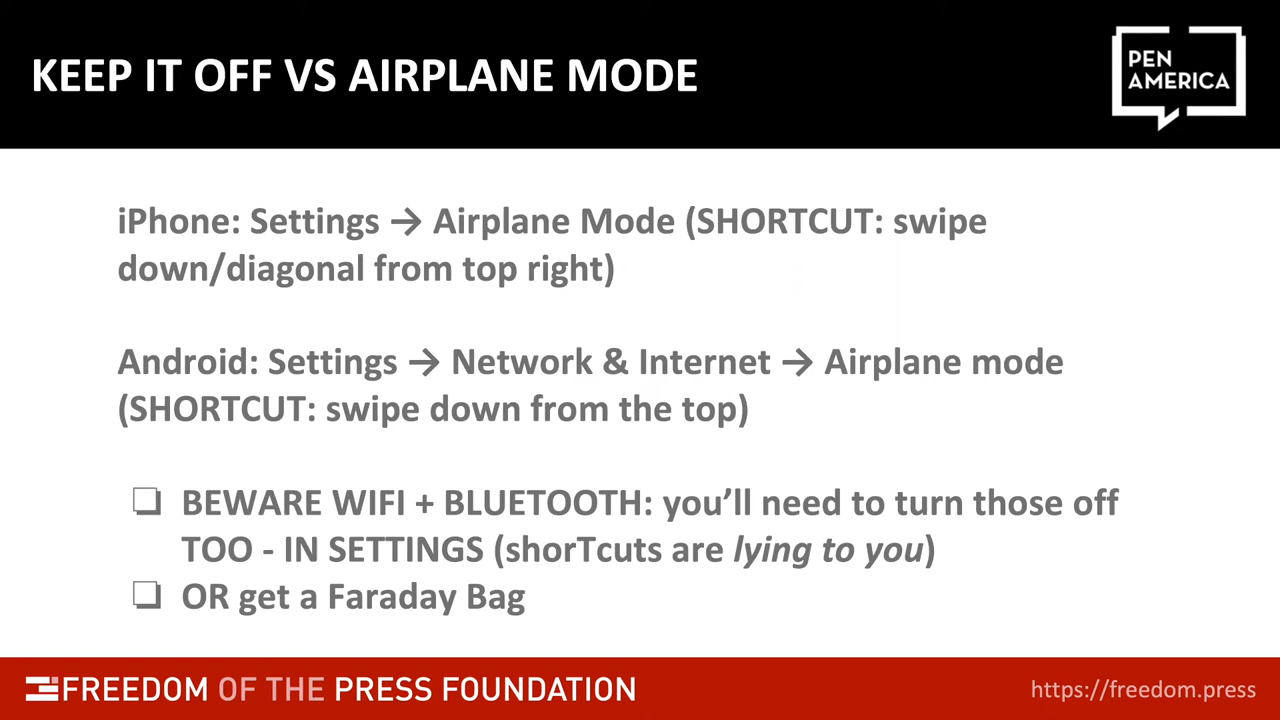 KEEP IT OFF VS AIRPLANE MODE
PEN
AMERICA
iPhone: Settings → Airplane Mode (SHORTCUT: swipe
down/diagonal from top right)
Android: Settings → Network & Internet → Airplane mode
(SHORTCUT: swipe down from the top)
❏ BEWARE WIFI + BLUETOOTH: you’ll need to turn those off
TOO - IN SETTINGS (shorTcuts are lying to you)
❏ OR get a Faraday Bag
FREEDOM OF THE PRESS FOUNDATION
https://freedom.press